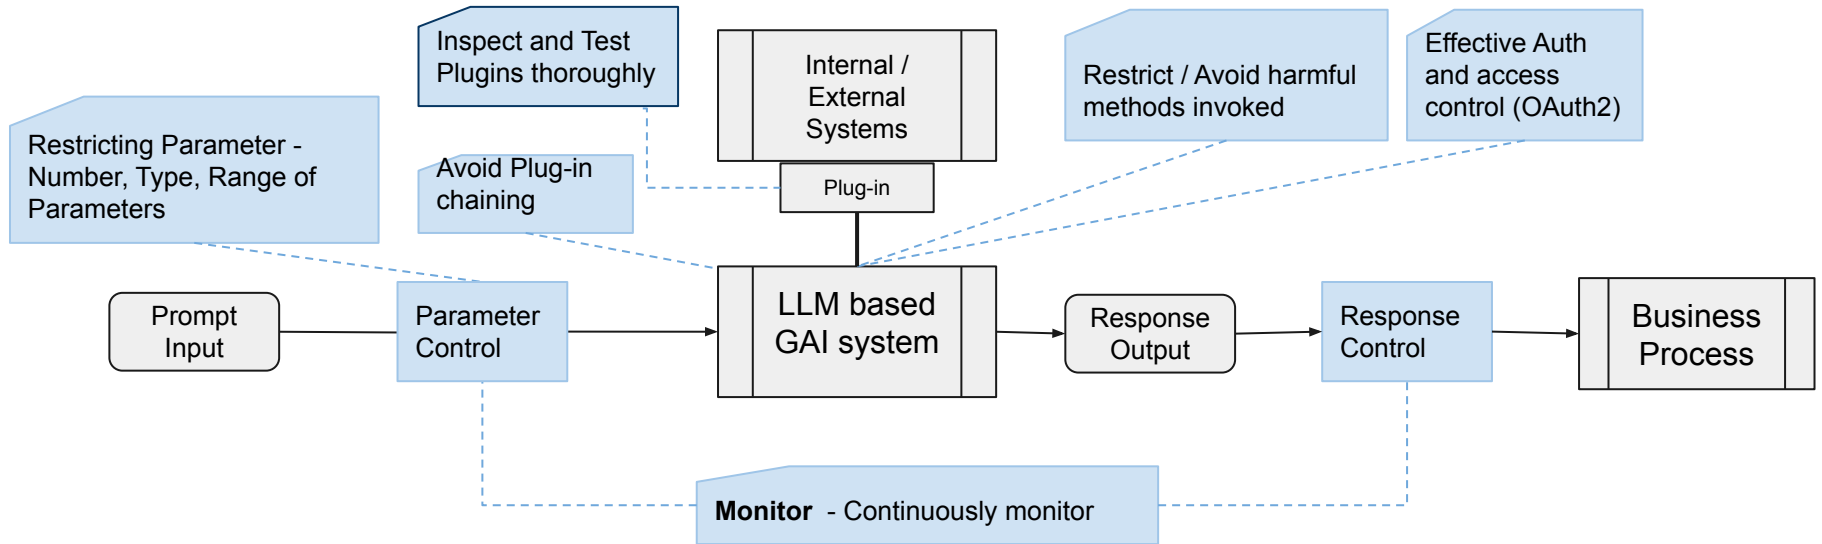 Inspect and Test
Plugins thoroughly
Internal /
External
Systems
Restrict / Avoid harmful
methods invoked
Effective Auth
and access
control (OAuth2)
Restricting Parameter -
Number, Type, Range of
Parameters
Avoid Plug-in
chaining
Plug-in
Prompt
Input
Parameter
Control
LLM based
GAI system
Response
Output
Response
Control
Business
Process
Monitor - Continuously monitor